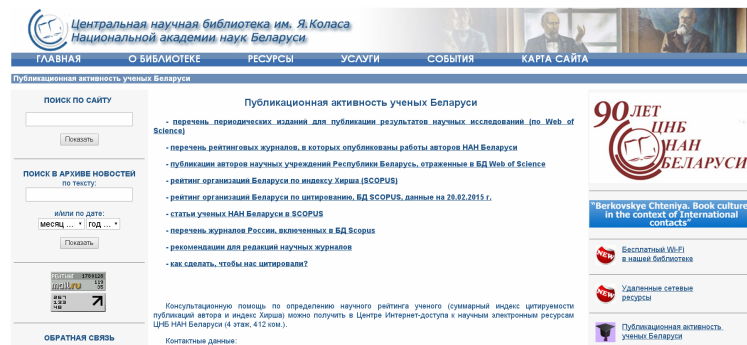 Центральная научная библиотека им. Я.Коласа
Национальной академии наук Беларуси
ГЛАВНАЯ О БИБЛИОТЕКЕ РЕСУРСЫ УСЛУГИ СОБЫТИЯ КАРТА САЙТА
Публикационная активность ученых Беларуси
ПОИСК ПО САЙТУ
Показать
ПОИСК В АРХИВЕ НОВОСТЕЙ
по тексту:
и/или по дате:
месяц ... год ...
Показать
РЕЙТИНГ
mail.ru
ОБРАТНАЯ СВЯЗЬ
Публикационная активность ученых Беларуси
- перечень периодических изданий для публикации результатов научных исследований (по Web of
Science)
- перечень рейтинговых журналов, в которых опубликованы работы авторов НАН Беларуси
- публикации авторов научных учреждений Республики Беларусь, отраженные в БД Web of Science
- рейтинг организаций Беларуси по индексу Хирша (SCOPUS)
- рейтинг организаций Беларуси по цитированию, БД SCOPUS, данные на 20.02.2015 г.
- статьи ученых НАН Беларуси в SCOPUS
- перечень журналов России, включенных в БД Scopus
- рекомендации для редакций научных журналов
- как сделать, чтобы нас цитировали?
Консультационную помощь по определению научного рейтинга ученого (суммарный индекс цитируемости
публикаций автора и индекс Хирша) можно получить в Центре Интернет-доступа к научным электронным ресурсам
ЦНБ НАН Беларуси (4 этаж, 412 ком.).
Контактные данные:
90 ЛЕТ
ЦНБ
НАН
БЕЛАРУСИ
"Berkovskye Chteniya. Book culture
in the context of International
contacts"
NEW
Бесплатный Wi-Fi
в нашей библиотеке
NEW
Удаленные сетевые
ресурсы
Публикационная активность
ученых Беларуси